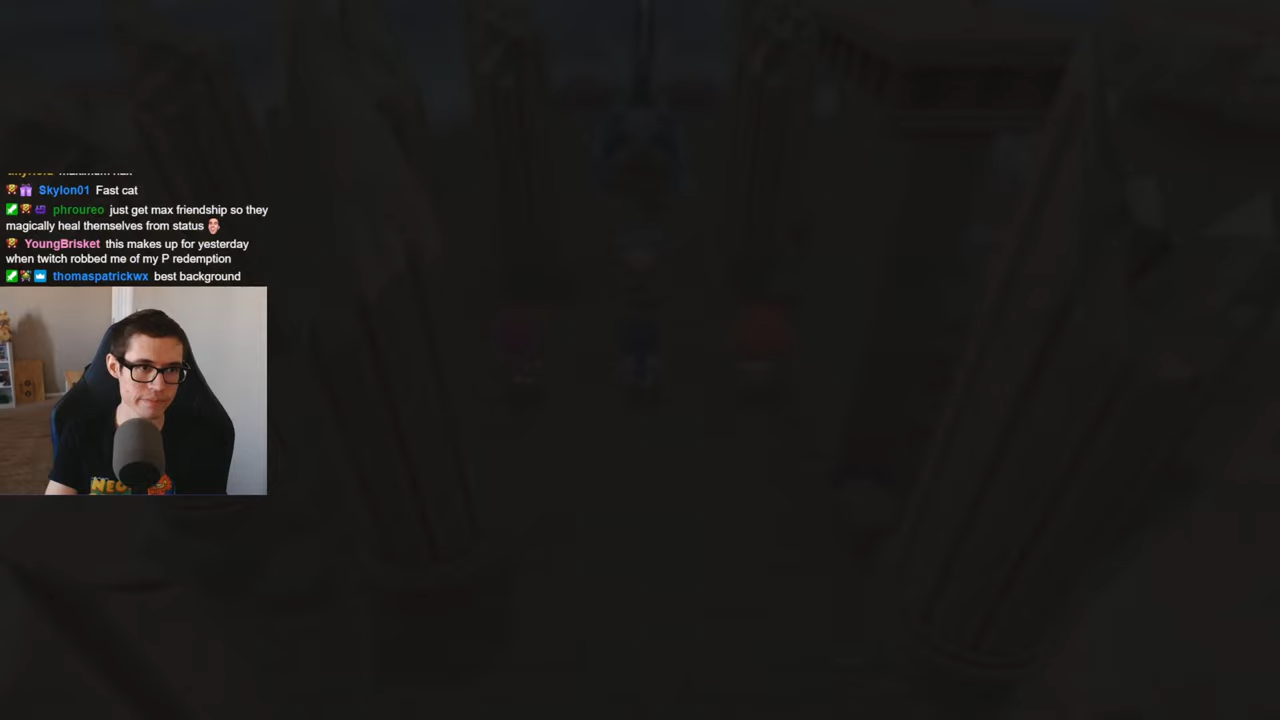 Skylon01 Fast cat
phroureo just get max friendship so they
magically heal themselves from status
YoungBrisket this makes up for yesterday
when twitch robbed me of my P redemption
thomaspatrickwx best background
NEO